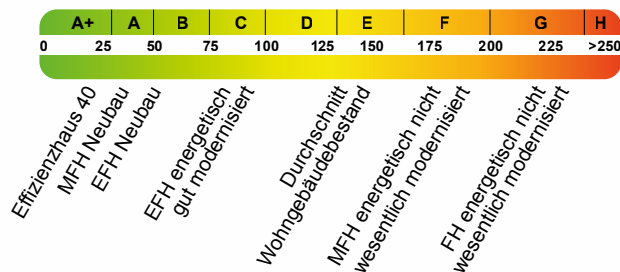 A+ A B C D E F G H
0 25 50 75 100 125 150 175 200 225 >250
Effizienzhaus 40
MFH Neubau
EFH Neubau
EFH energetisch
gut modernisiert
Durchschnitt
Wohngebäudebestand
MFH energetisch nicht
wesentlich modernisiert
FH energetisch nicht
wesentlich modernisiert